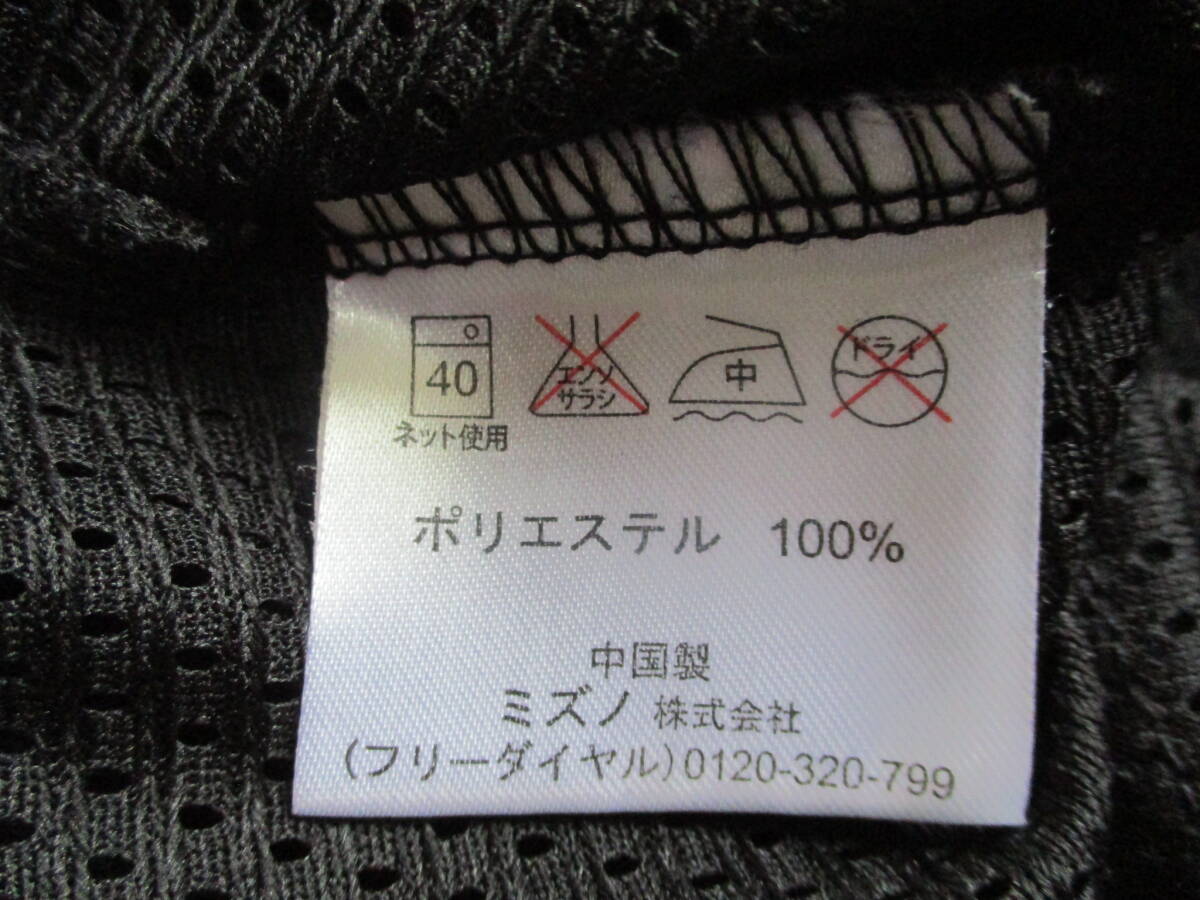 40
ネット使用
エンソ
サラシ
中
ドライ
ポリエステル 100%
中国製
ミズノ 株式会社
(フリーダイヤル)0120-320-799